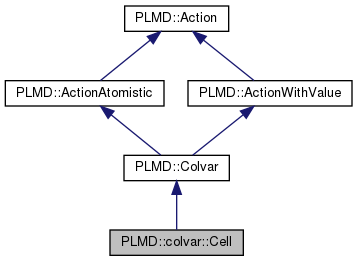 PLMD::Action
PLMD::ActionAtomistic
PLMD::ActionWithValue
PLMD::Colvar
PLMD::colvar::Cell